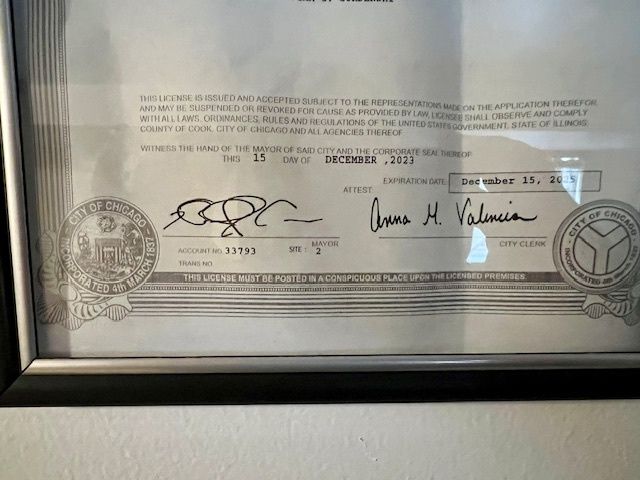 THIS LICENSE IS ISSUED AND ACCEPTED SUBJECT TO THE REPRESENTATIONS MADE ON THE APPLICATION THEREFOR,
AND MAY BE SUSPENDED OR REVOKED FOR CAUSE AS PROVIDED BY LAW. LICENSEE SHALL OBSERVE AND COMPLY
WITH ALL LAWS, ORDINANCES, RULES AND REGULATIONS OF THE UNITED STATES GOVERNMENT, STATE OF ILLINOIS,
COUNTY OF COOK, CITY OF CHICAGO AND ALL AGENCIES THEREOF
WITNESS THE HAND OF THE MAYOR OF SAID CITY AND THE CORPORATE SEAL THEREOF
THIS 15 DAY OF DECEMBER ,2023
EXPIRATION DATE: December 15, 2025
ATTEST:
Anna M. Valencia
MAYOR
CITY CLERK
ACCOUNT NO. 33793 SITE: 2
TRANS NO.
CITY OF CHICAGO
INCORPORATED 4th MARCH 1837
CITY OF CHICAGO
INCORPORATED 4th
THIS LICENSE MUST BE POSTED IN A CONSPICUOUS PLACE UPON THE LICENSED PREMISES.